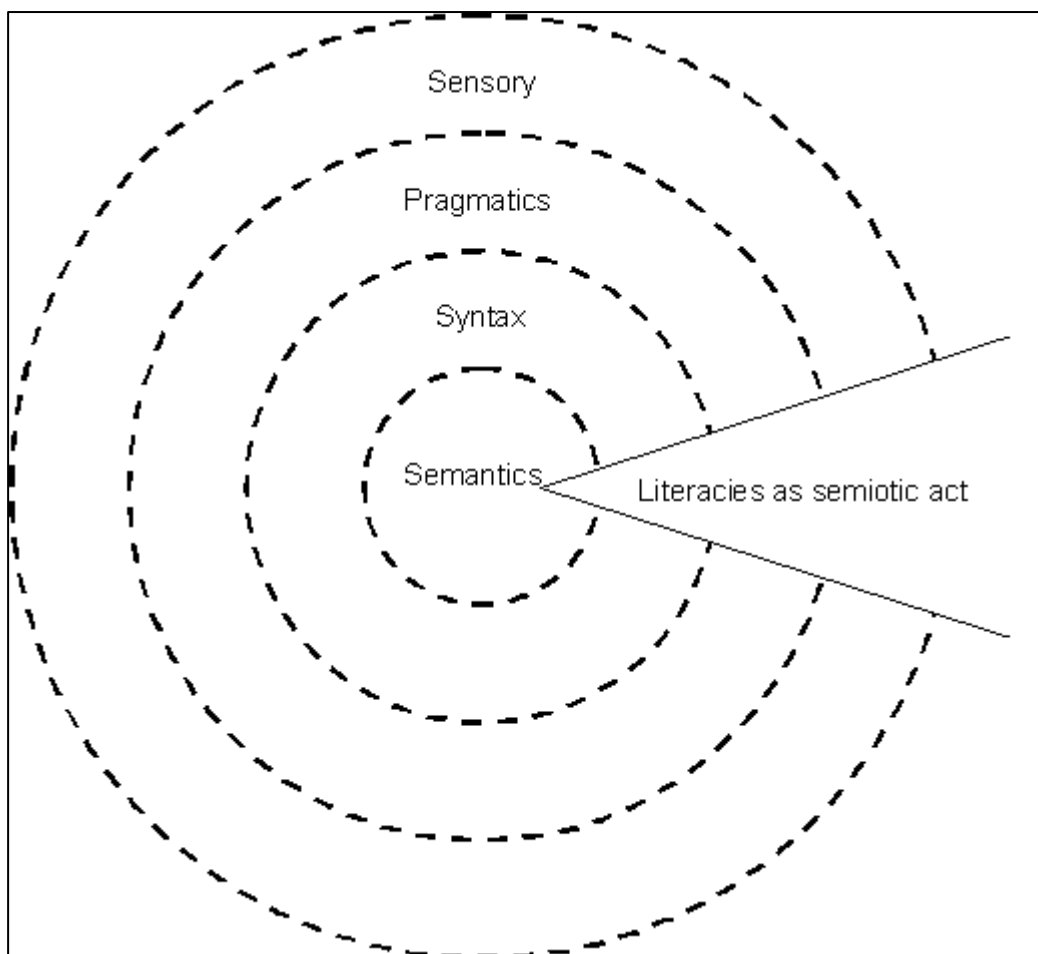 Sensory
Pragmatics
Syntax
Semantics
Literacies as semiotic act